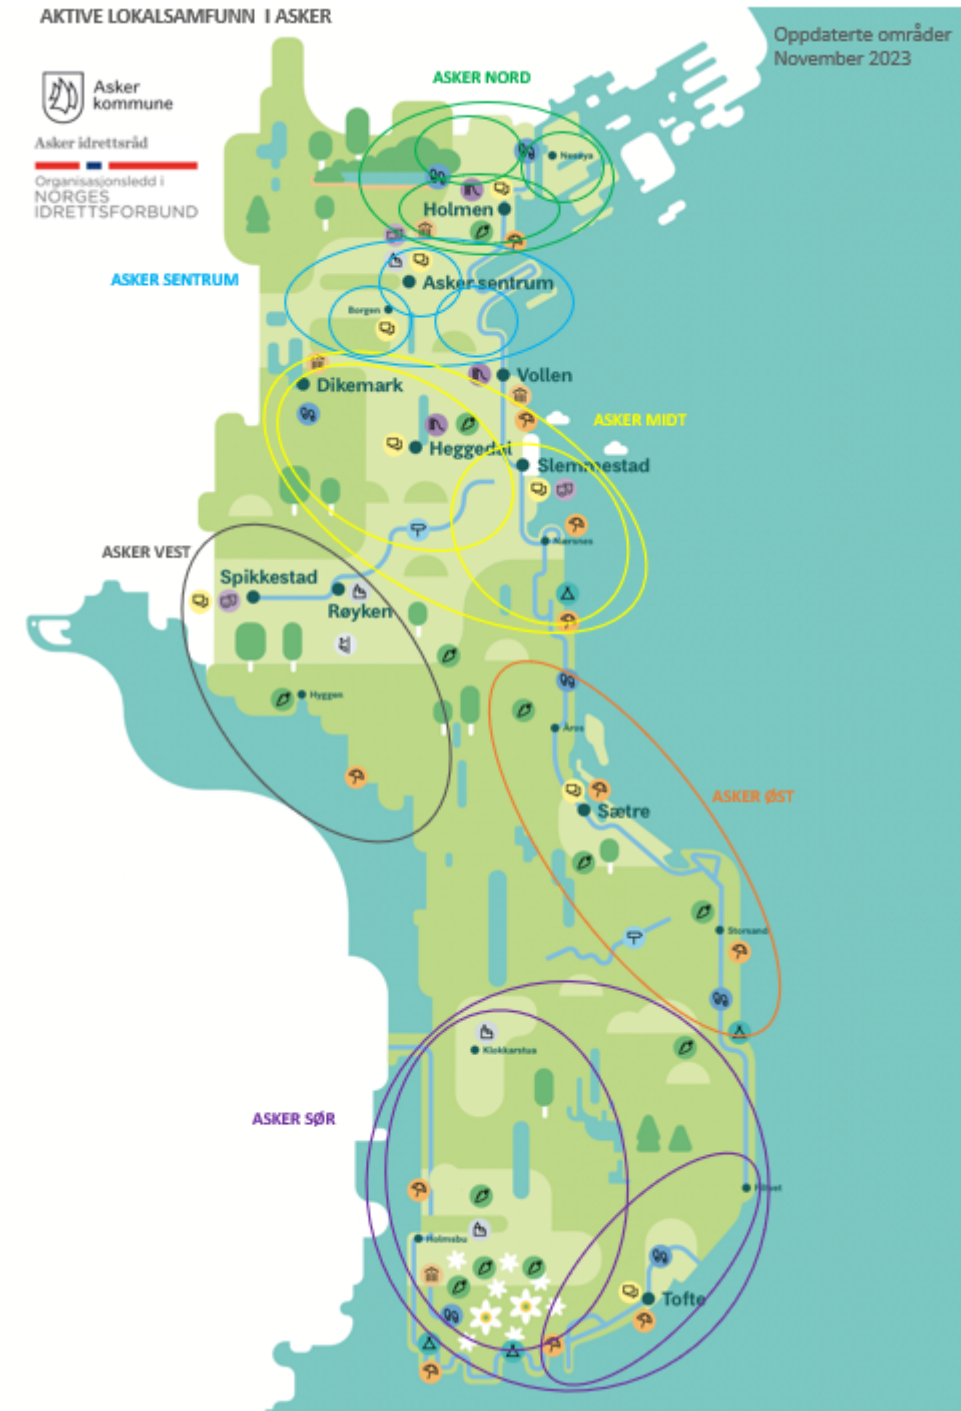 AKTIVE LOKALSAMFUNN I ASKER
Oppdaterte områder
November 2023
Asker
kommune
Asker idrettsråd
Organisasjonsledd i
NORGES
IDRETTSFORBUND
ASKER NORD
Nesøya
Holmen
ASKER SENTRUM
Asker sentrum
Borgen
Vollen
Dikemark
ASKER MIDT
Heggedal
Slemmestad
Nærsnes
ASKER VEST
Spikkestad
Røyken
Hyggen
Åros
ASKER ØST
Sætre
Storsand
Klokkarstua
ASKER SØR
Filtvet
Holmsbu
Tofte